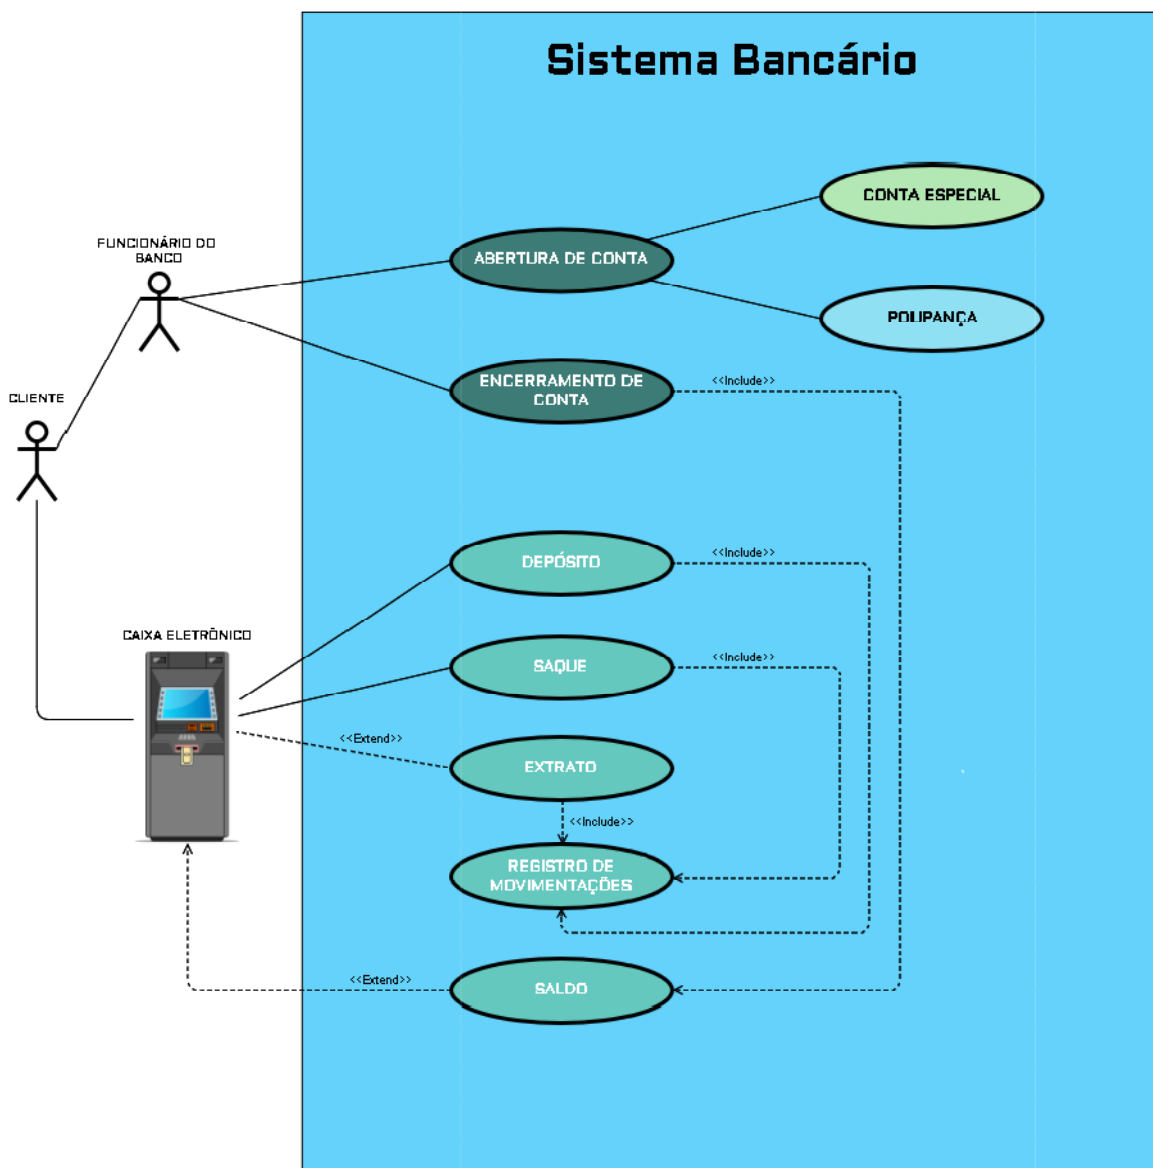 Sistema Bancário
CONTA ESPECIAL
FUNCIONÁRIO DO
BANCO
ABERTURA DE CONTA
POUPANÇA
ENCERRAMENTO DE
CONTA
<<Include>>
CLIENTE
DEPÓSITO
<<Include>>
CAIXA ELETRÔNICO
SAQUE
<<Include>>
<<Extend>>
EXTRATO
<<Include>>
REGISTRO DE
MOVIMENTAÇÕES
<<Extend>>
SALDO